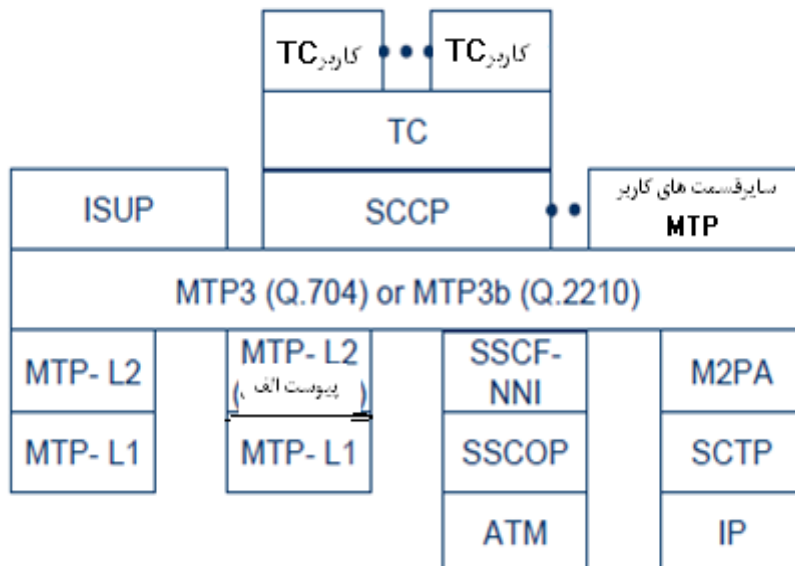 کاربر TC ••• کاربر TC
TC
ISUP
SCCP
••
سایرقسمت های کاربر
MTP
MTP3 (Q.704) or MTP3b (Q.2210)
MTP- L2
MTP- L2
(پیوست الف)
SSCF-
NNI
M2PA
MTP- L1
MTP- L1
SSCOP
SCTP
ATM
IP